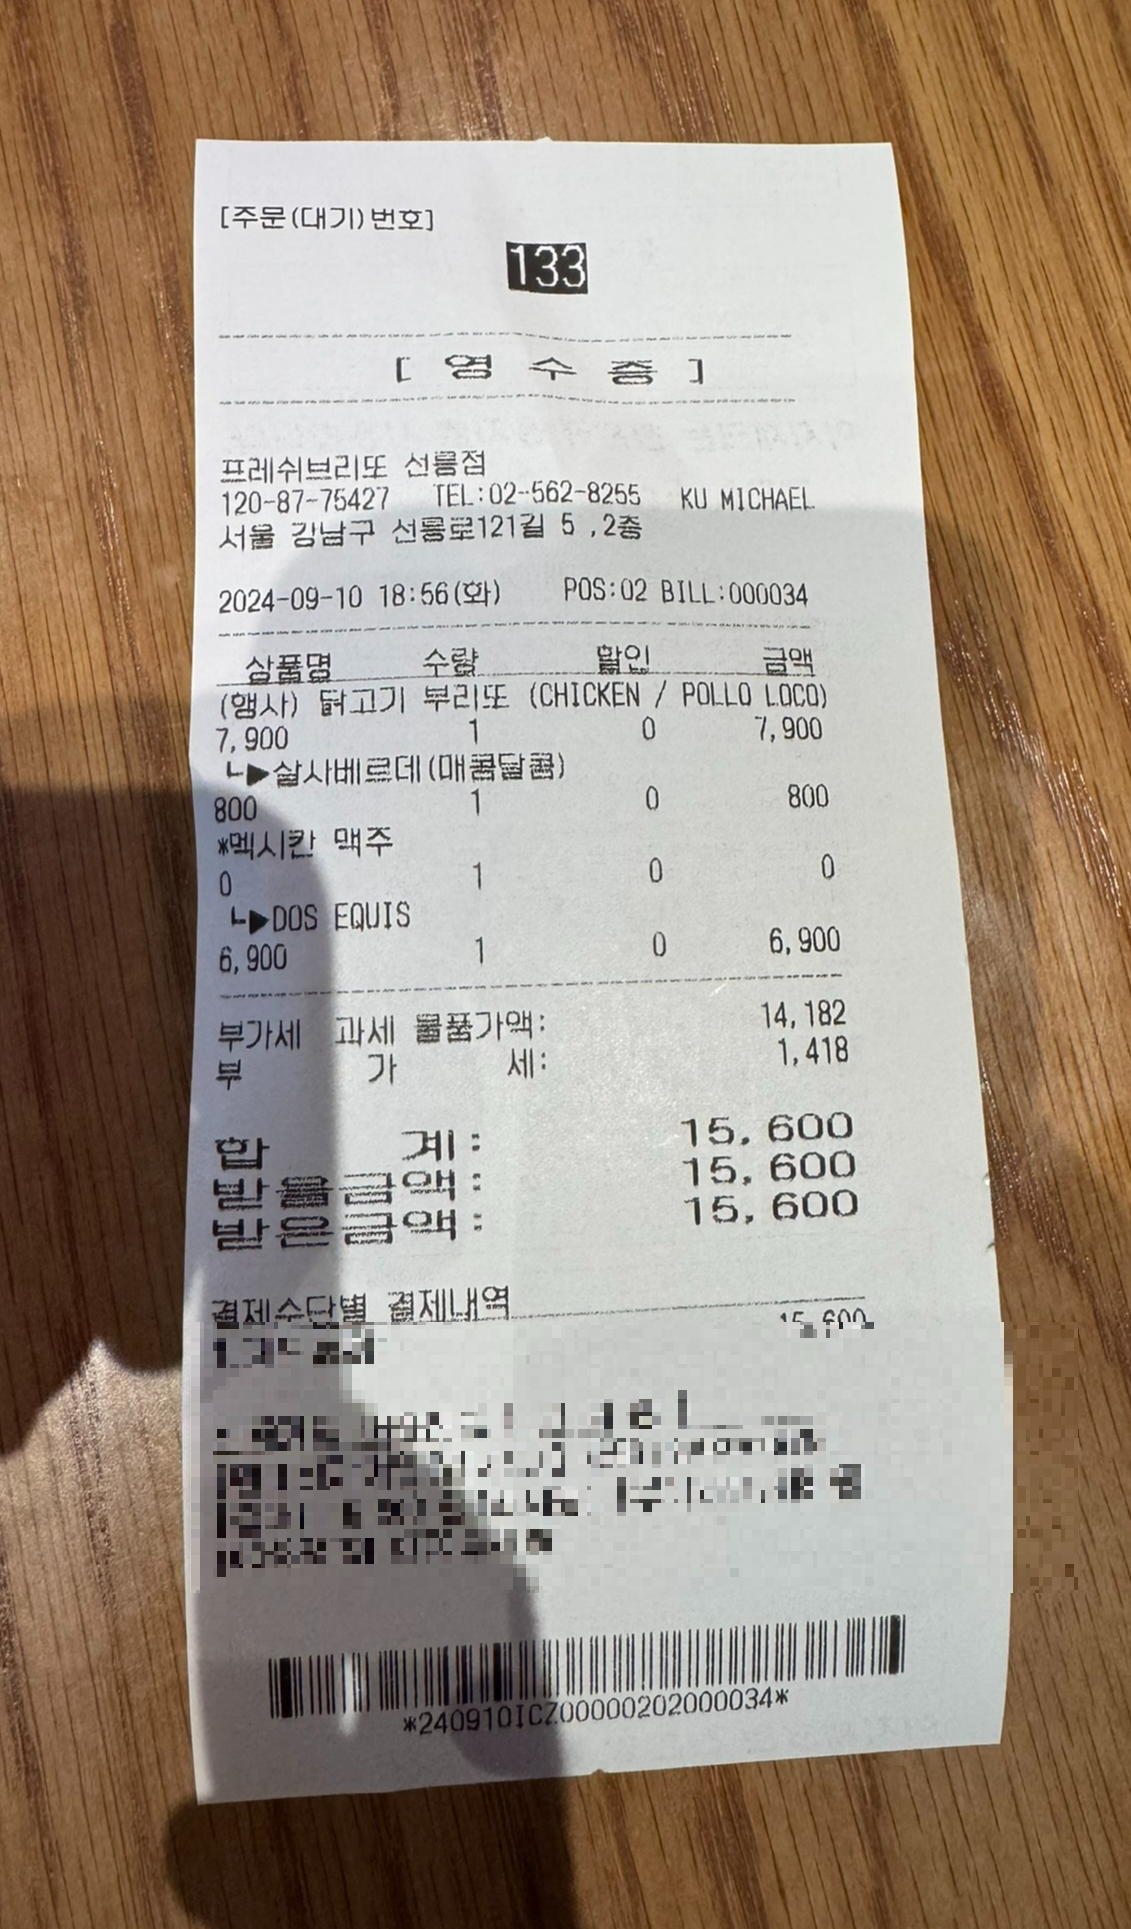 [주문(대기)번호]
133
[ 영 수 증 ]
프레쉬브리또 선릉점
120-87-75427 TEL:02-562-8255 KU MICHAEL
서울 강남구 선릉로121길 5 ,2층
2024-09-10 18:56(화) POS:02 BILL:000034
상품명 수량 할인 금액
(행사) 닭고기 부리또 (CHICKEN / POLLO LOCO)
7,900 1 0 7,900
┗▶살사베르데(매콤달콤)
800 1 0 800
*멕시칸 맥주
0 1 0 0
┗▶DOS EQUIS
6,900 1 0 6,900
부가세 과세 물품가액: 14,182
부 가 세: 1,418
합 계: 15,600
받을금액: 15,600
받은금액: 15,600
결제수단별 결제내역
15,600
*240910ICZ00000202000034*